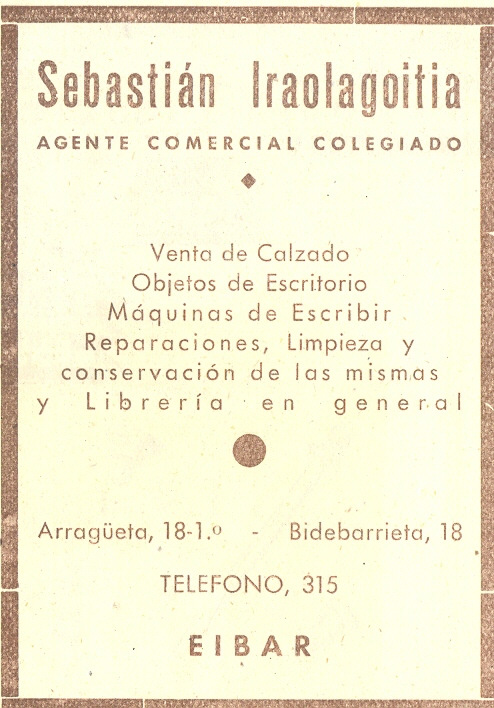 Sebastián Iraolagoitia
AGENTE COMERCIAL COLEGIADO
Venta de Calzado
Objetos de Escritorio
Máquinas de Escribir
Reparaciones, Limpieza y
conservación de las mismas
y Librería en general
Arragüeta, 18-1.º - Bidebarrieta, 18
TELEFONO, 315
EIBAR